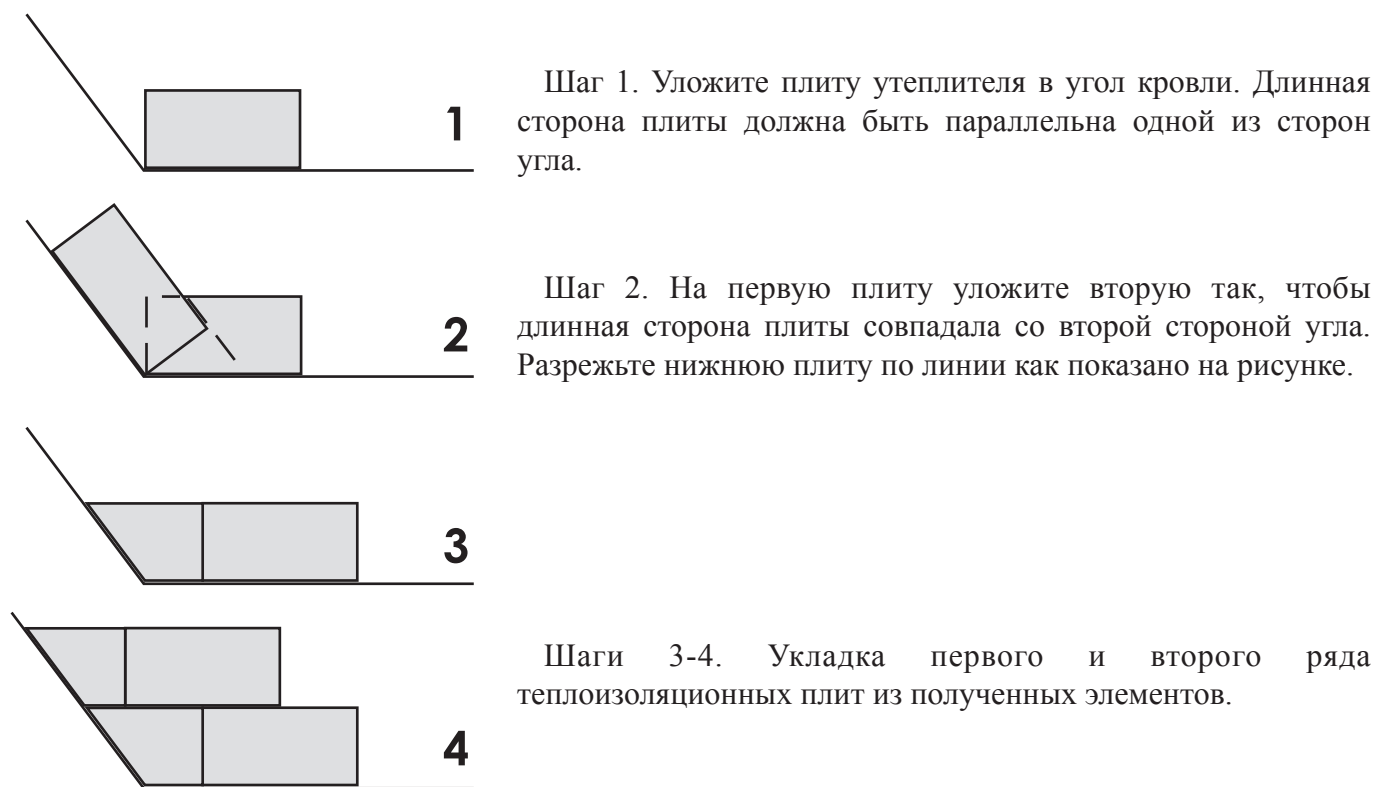 1
Шаг 1. Уложите плиту утеплителя в угол кровли. Длинная
сторона плиты должна быть параллельна одной из сторон
угла.
2
Шаг 2. На первую плиту уложите вторую так, чтобы
длинная сторона плиты совпадала со второй стороной угла.
Разрежьте нижнюю плиту по линии как показано на рисунке.
3
Шаги 3-4. Укладка первого и второго ряда
теплоизоляционных плит из полученных элементов.
4